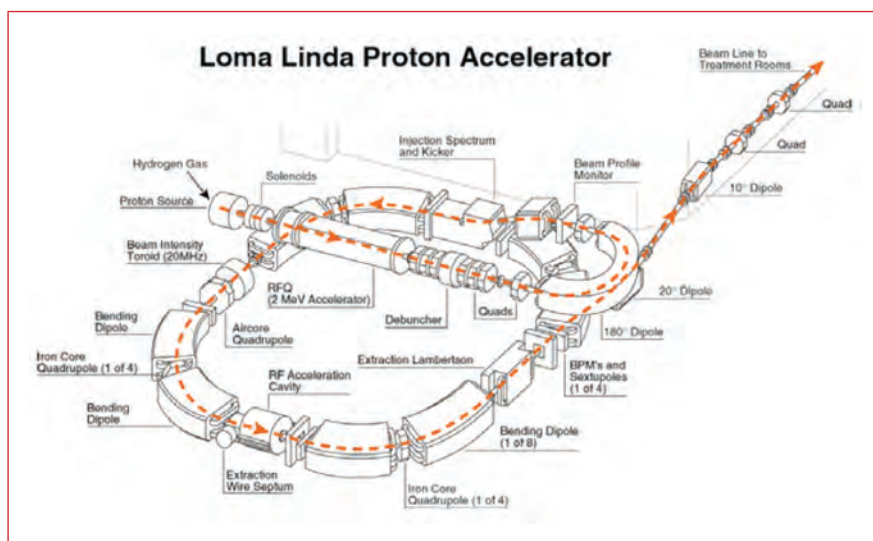 Loma Linda Proton Accelerator
Beam Line to
Treatment Rooms
Quad
Quad
10° Dipole
Injection Spectrum
and Kicker
Beam Profile
Monitor
Hydrogen Gas
Solenoids
Proton Source
Beam Intensity
Toroid (20MHz)
RFQ
(2 MeV Accelerator)
Debuncher
Quads
20° Dipole
180° Dipole
Bending
Dipole
Aircore
Quadrupole
Iron Core
Quadrupole (1 of 4)
Extraction Lambertson
BPM's and
Sextupoles
(1 of 4)
RF Acceleration
Cavity
Bending
Dipole
Bending Dipole
(1 of 8)
Extraction
Wire Septum
Iron Core
Quadrupole (1 of 4)